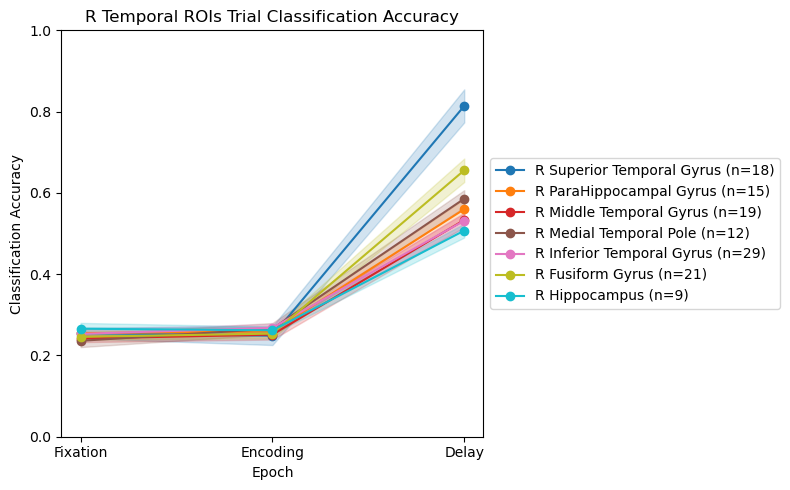 R Temporal ROIs Trial Classification Accuracy
1.0
0.8
0.6
0.4
0.2
0.0
Classification Accuracy
Fixation
Encoding
Delay
Epoch
R Superior Temporal Gyrus (n=18)
R ParaHippocampal Gyrus (n=15)
R Middle Temporal Gyrus (n=19)
R Medial Temporal Pole (n=12)
R Inferior Temporal Gyrus (n=29)
R Fusiform Gyrus (n=21)
R Hippocampus (n=9)